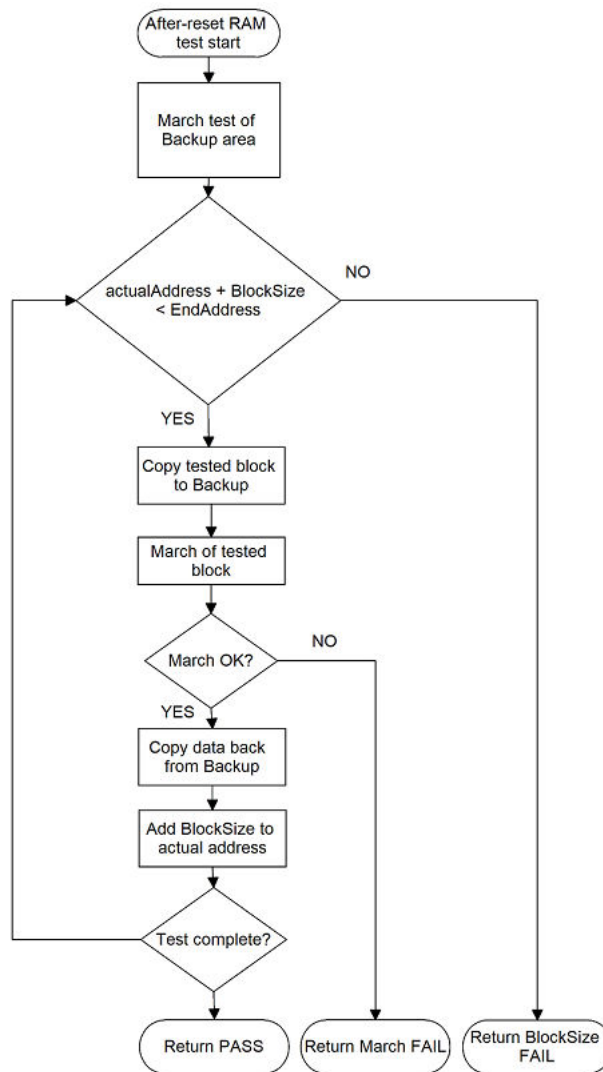 After-reset RAM
test start
March test of
Backup area
NO
actualAddress + BlockSize
< EndAddress
YES
Copy tested block
to Backup
March of tested
block
NO
March OK?
YES
Copy data back
from Backup
Add BlockSize to
actual address
Test complete?
Return PASS
Return March FAIL
Return BlockSize
FAIL